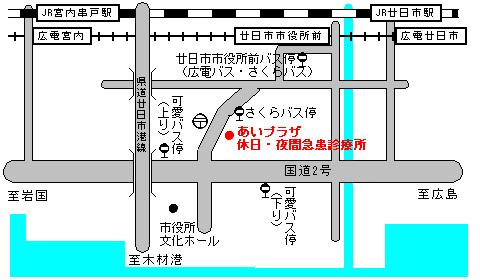 JR宮内串戸駅
JR廿日市駅
広電宮内
廿日市市役所前
広電廿日市
廿日市市役所前バス停
（広電バス・さくらバス）
県道廿日市港線
可愛バス停
（上り）
さくらバス停
あいプラザ
休日・夜間急患診療所
国道2号
至岩国
至広島
可愛バス停
（下り）
市役所
文化ホール
至木材港